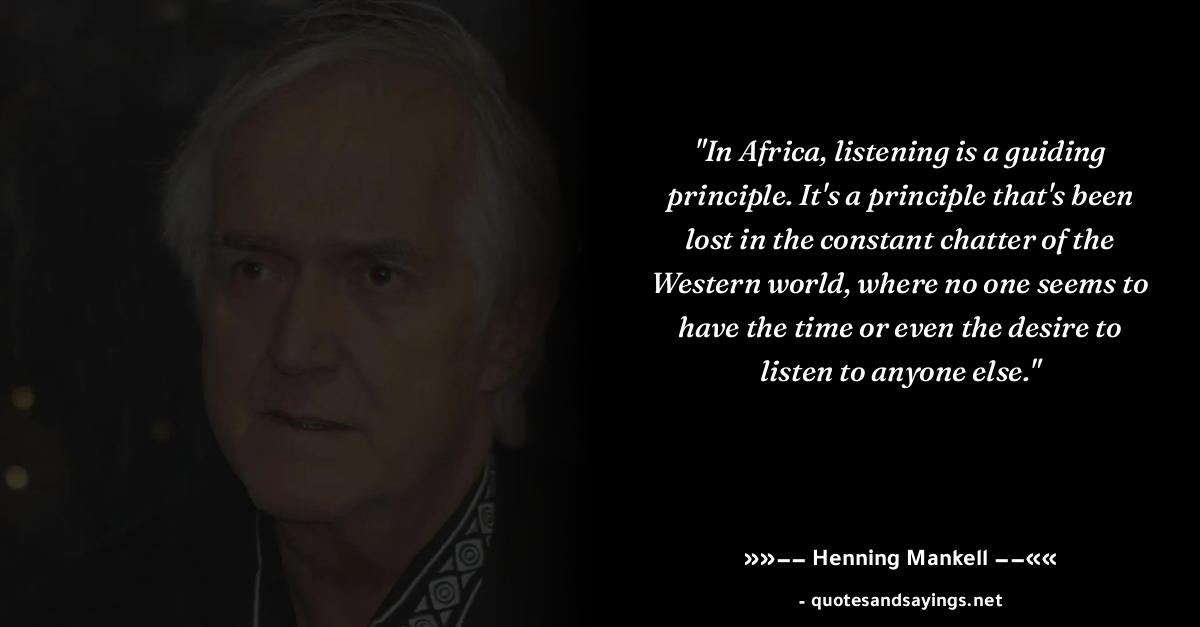 "In Africa, listening is a guiding
principle. It's a principle that's been
lost in the constant chatter of the
Western world, where no one seems to
have the time or even the desire to
listen to anyone else."
»»−− Henning Mankell −−««
- quotesandsayings.net